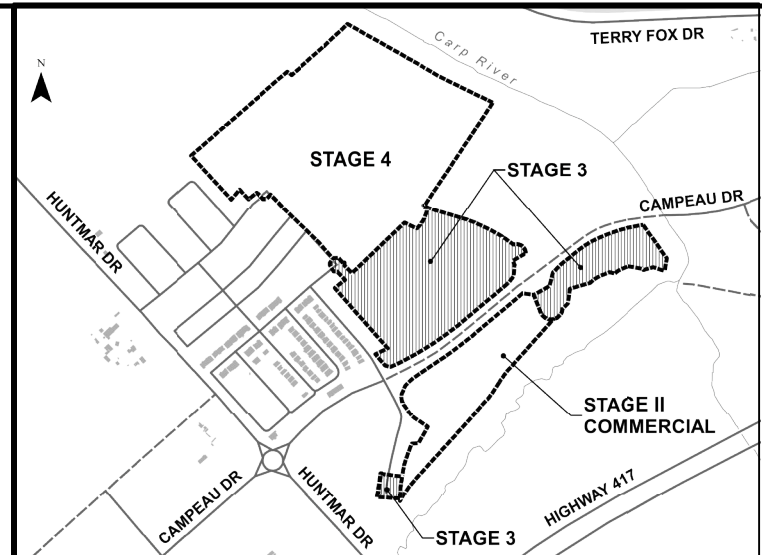 TERRY FOX DR
Carp River
N
STAGE 4
STAGE 3
CAMPEAU DR
HUNTMAR DR
STAGE II
COMMERCIAL
HIGHWAY 417
CAMPEAU DR
HUNTMAR DR
STAGE 3